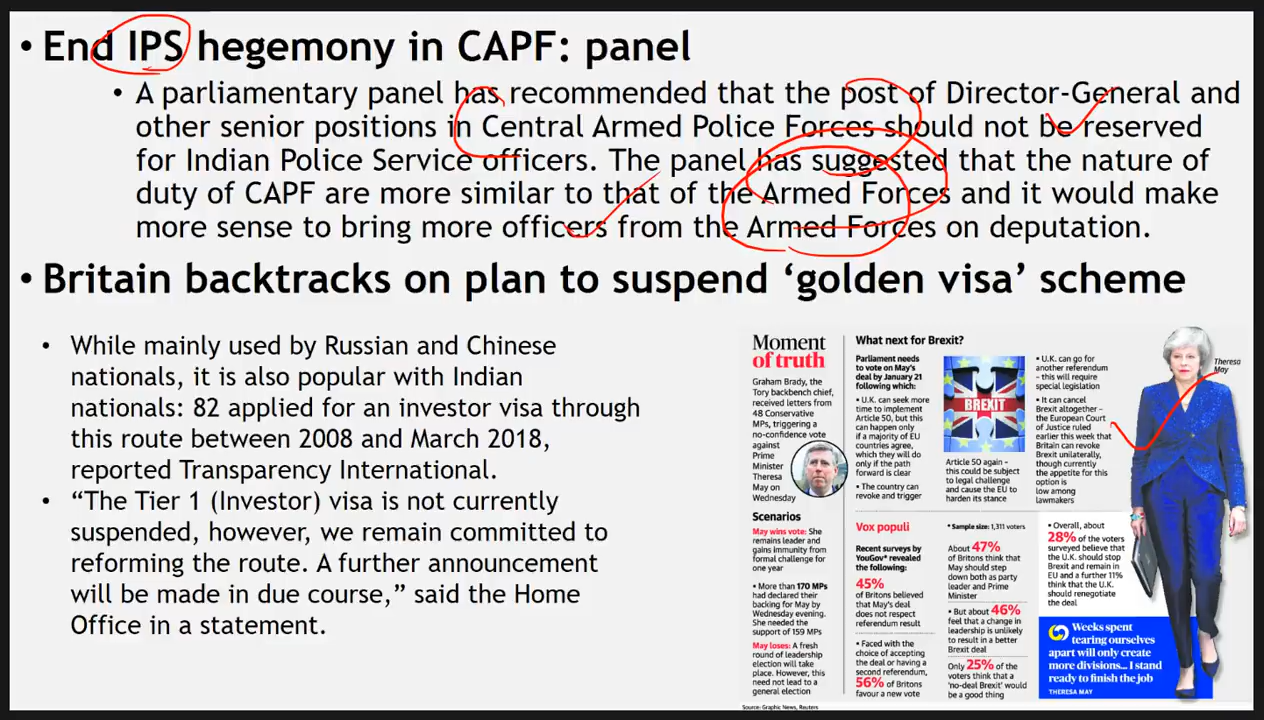 • End IPS hegemony in CAPF: panel
• A parliamentary panel has recommended that the post of Director-General and
other senior positions in Central Armed Police Forces should not be reserved
for Indian Police Service officers. The panel has suggested that the nature of
duty of CAPF are more similar to that of the Armed Forces and it would make
more sense to bring more officers from the Armed Forces on deputation.
• Britain backtracks on plan to suspend ‘golden visa’ scheme
• While mainly used by Russian and Chinese
nationals, it is also popular with Indian
nationals: 82 applied for an investor visa through
this route between 2008 and March 2018,
reported Transparency International.
• “The Tier 1 (Investor) visa is not currently
suspended, however, we remain committed to
reforming the route. A further announcement
will be made in due course,” said the Home
Office in a statement.
Moment
of truth
Graham Brady, the
Tory backbench chief,
received letters from
48 Conservative
MPs, triggering a
no-confidence vote
against
Prime
Minister
Theresa
May on
Wednesday
Scenarios
May wins vote: She
remains leader and
gains immunity from
formal challenge for
one year
• More than 170 MPs
had declared their
backing for May by
Wednesday evening.
She needed the
support of 159 MPs
May loses: A fresh
round of leadership
election will take
place. However, this
need not lead to a
general election
What next for Brexit?
Parliament needs
to vote on May's
deal by January 21
following which:
• U.K. can seek more
time to implement
Article 50, but this
can happen only
if a majority of EU
countries agree,
which they will do
only if the path
forward is clear
• The country can
revoke and trigger
BREXIT
Article 50 again –
this could be subject
to legal challenge
and cause the EU to
harden its stance
• U.K. can go for
another referendum
– this will require
special legislation
• It can cancel
Brexit altogether –
the European Court
of Justice ruled
earlier this week that
Britain can revoke
Brexit unilaterally,
though currently
the appetite for this
option is
low among
lawmakers
Theresa
May
Vox populi
Recent surveys by
YouGov* revealed
the following:
45%
of Britons believed
that May's deal
does not respect
referendum result
• Faced with the
choice of accepting
the deal or having a
second referendum,
56% of Britons
favour a new vote
* Sample size: 1,311 voters
About 47%
of Britons think that
May should step
down both as party
leader and Prime
Minister
• But about 46%
feel that a change in
leadership is unlikely
to result in a better
Brexit deal
Only 25% of the
voters think that a
'no-deal Brexit' would
be a good thing
• Overall, about
28% of the voters
surveyed believe that
the U.K. should stop
Brexit and remain in
EU and a further 11%
think that the U.K.
should renegotiate
the deal
Weeks spent
tearing ourselves
apart will only create
more divisions... I stand
ready to finish the job
THERESA MAY
Source: Graphic News, Reuters